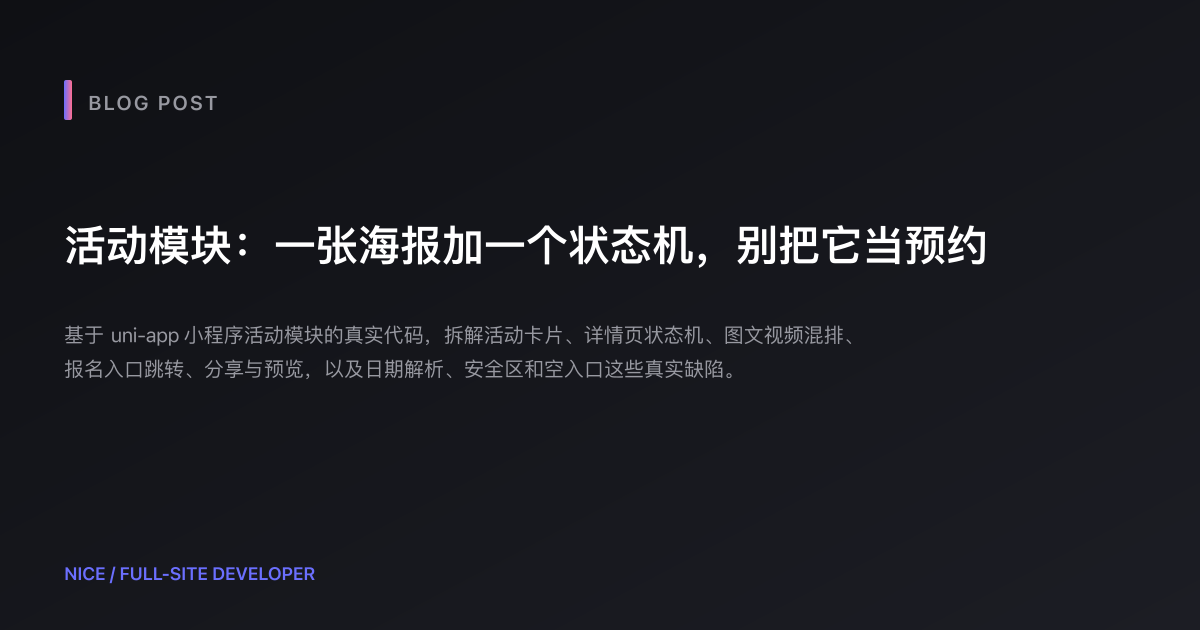 BLOG POST
活动模块：一张海报加一个状态机，别把它当预约
基于 uni-app 小程序活动模块的真实代码，拆解活动卡片、详情页状态机、图文视频混排、
报名入口跳转、分享与预览，以及日期解析、安全区和空入口这些真实缺陷。
NICE / FULL-SITE DEVELOPER